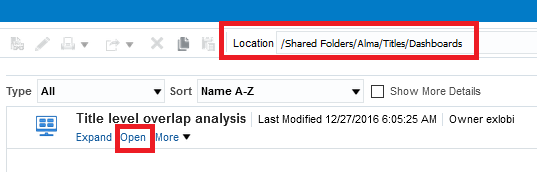 Location /Shared Folders/Alma/Titles/Dashboards
Type All Sort Name A-Z Show More Details
Title level overlap analysis Last Modified 12/27/2016 6:05:25 AM Owner exlobi
Expand Open More